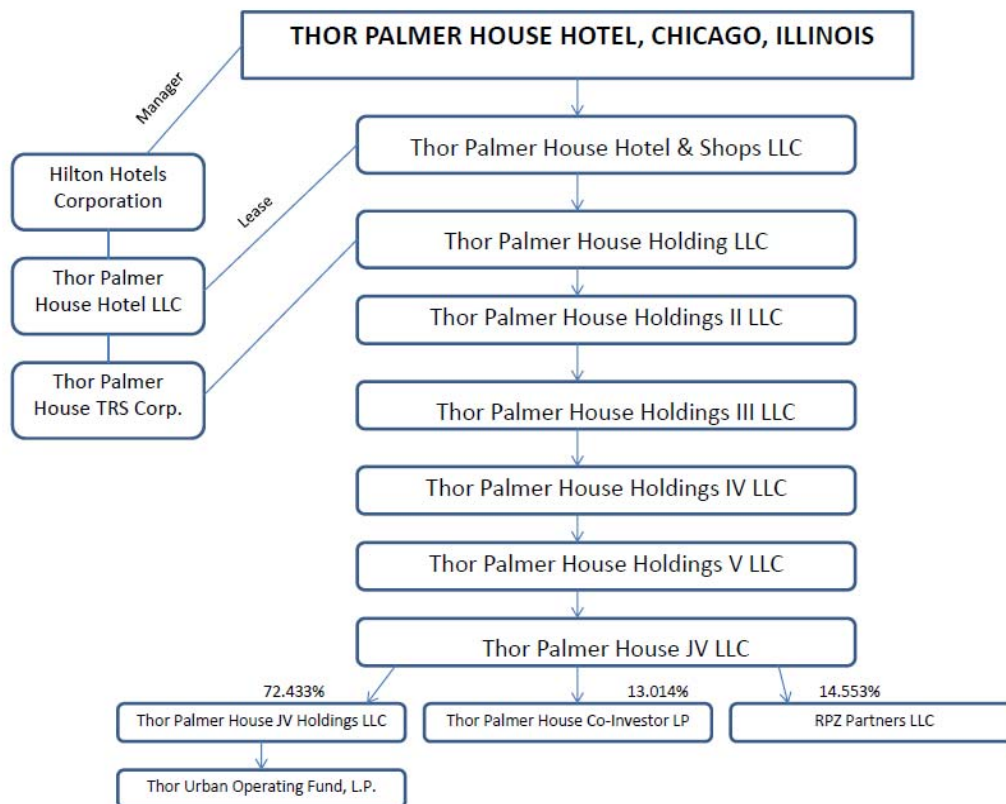 THOR PALMER HOUSE HOTEL, CHICAGO, ILLINOIS
Manager
Thor Palmer House Hotel & Shops LLC
Hilton Hotels
Corporation
Lease
Thor Palmer House Holding LLC
Thor Palmer
House Hotel LLC
Thor Palmer House Holdings II LLC
Thor Palmer
House TRS Corp.
Thor Palmer House Holdings III LLC
Thor Palmer House Holdings IV LLC
Thor Palmer House Holdings V LLC
Thor Palmer House JV LLC
72.433%
13.014%
14.553%
Thor Palmer House JV Holdings LLC
Thor Palmer House Co-Investor LP
RPZ Partners LLC
Thor Urban Operating Fund, L.P.